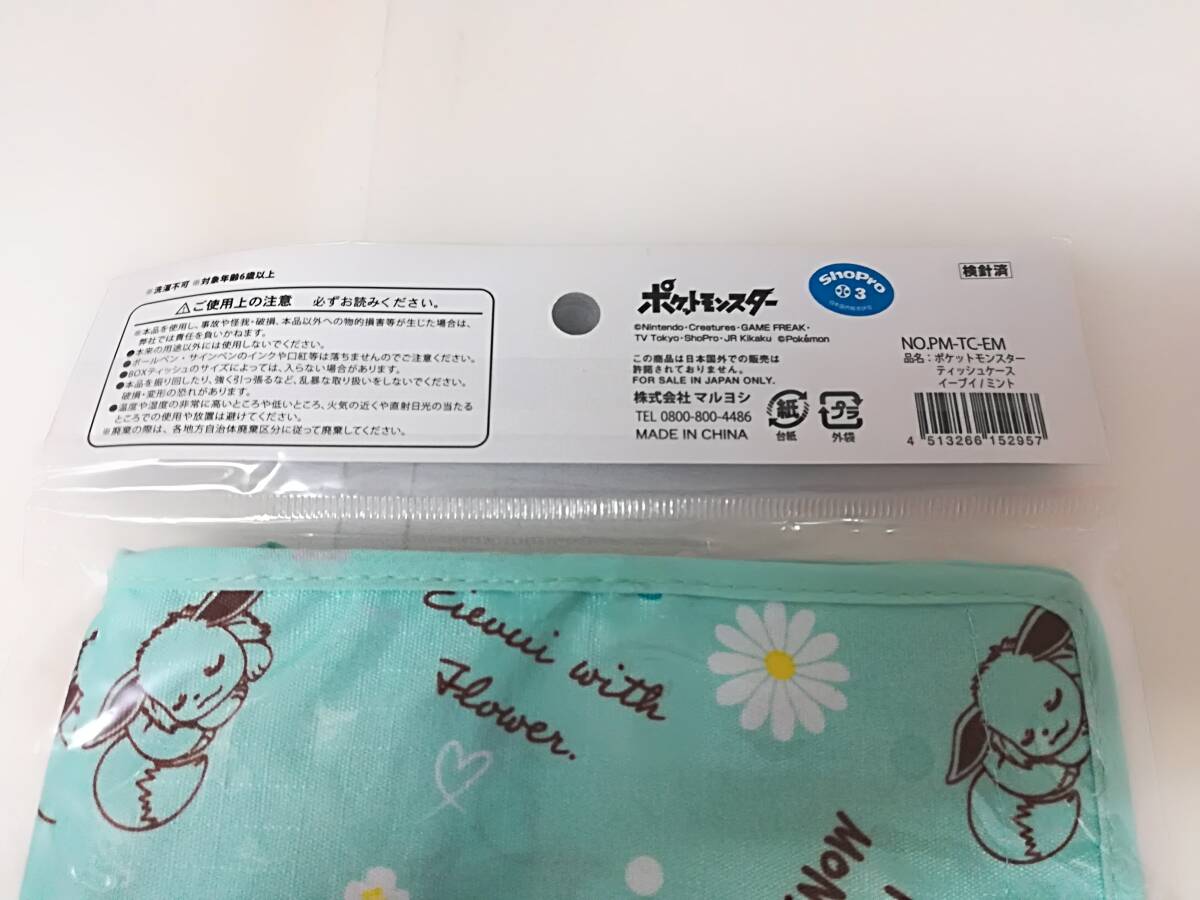 ※洗濯不可 ※対象年齢6歳以上
⚠ご使用上の注意 必ずお読みください。
※本品を使用し、事故や怪我・破損、本品以外への物的損害等が生じた場合は、
弊社では責任を負いかねます。
●本来の用途以外には使用しないでください。
●ボールペン・サインペンのインクや口紅等は落ちませんのでご注意ください。
●BOXティッシュのサイズによっては、入らない場合があります。
●本品を振り回したり、強く引っ張るなど、乱暴な取り扱いをしないでください。
破損・変形の恐れがあります。
●温度や湿度の非常に高いところや低いところ、火気の近くや直射日光の当たる
ところでの使用や放置は避けてください。
※廃棄の際は、各地方自治体廃棄区分に従って廃棄してください。
ポケットモンスター
©Nintendo・Creatures・GAME FREAK・
TV Tokyo・ShoPro・JR Kikaku ©Pokémon
この商品は日本国外での販売は
許諾されておりません。
FOR SALE IN JAPAN ONLY.
株式会社 マルヨシ
TEL 0800-800-4486
MADE IN CHINA
紙
台紙
プラ
外袋
ShoPro
3
検針済
NO.PM-TC-EM
品名:ポケットモンスター
ティッシュケース
イーブイ/ミント
4 513266 152957
with
Flower.